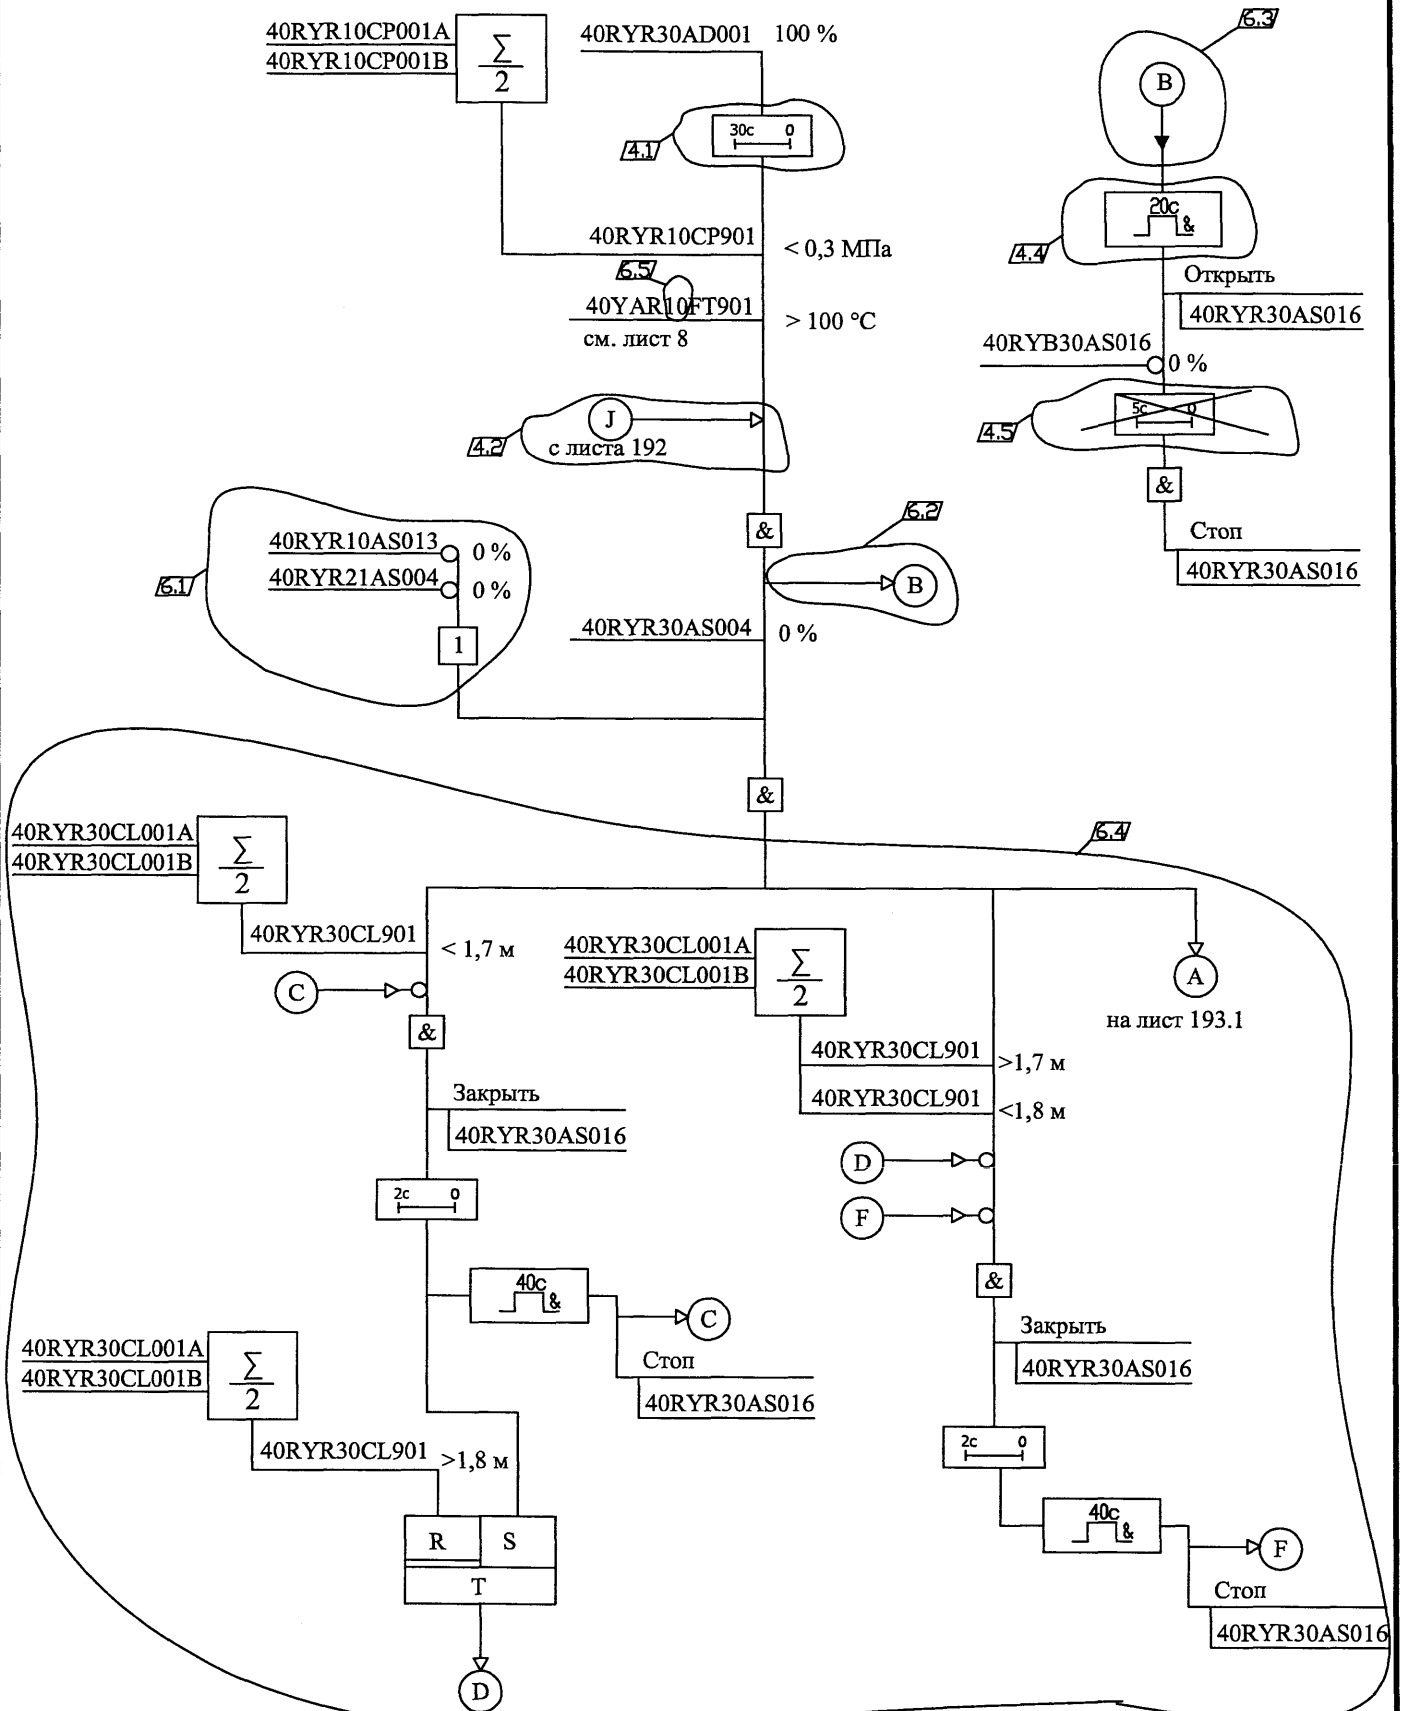 40RYR10CP001A
40RYR10CP001B
Σ
2
40RYR30AD001 100 %
6.3
B
30c 0
4.1
20c
&
4.4
40RYR10CP901
< 0,3 МПа
6.5
40YAR10FT901
> 100 °C
см. лист 8
Открыть
40RYR30AS016
40RYB30AS016
0 %
5c 0
4.5
J
с листа 192
4.2
&
Стоп
40RYR30AS016
&
6.2
B
40RYR10AS013
0 %
40RYR21AS004
0 %
6.1
1
40RYR30AS004
0 %
&
6.4
40RYR30CL001A
40RYR30CL001B
Σ
2
40RYR30CL901
< 1,7 м
C
&
Закрыть
40RYR30AS016
2c 0
40c
&
C
Стоп
40RYR30AS016
40RYR30CL001A
40RYR30CL001B
Σ
2
40RYR30CL901
>1,8 м
R S
T
D
40RYR30CL001A
40RYR30CL001B
Σ
2
A
на лист 193.1
40RYR30CL901
>1,7 м
40RYR30CL901
<1,8 м
D
F
&
Закрыть
40RYR30AS016
2c 0
40c
&
F
Стоп
40RYR30AS016